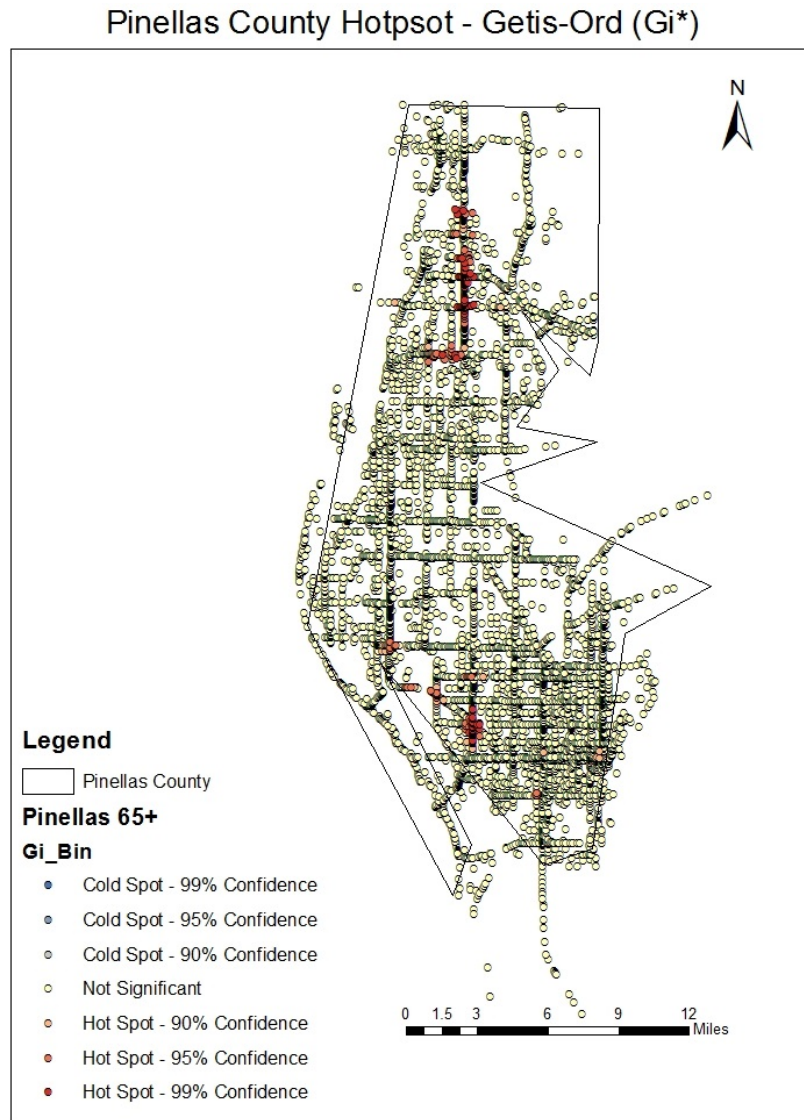 Pinellas County Hotpsot - Getis-Ord (Gi*)
N
Legend
Pinellas County
Pinellas 65+
Gi_Bin
Cold Spot - 99% Confidence
Cold Spot - 95% Confidence
Cold Spot - 90% Confidence
Not Significant
Hot Spot - 90% Confidence
Hot Spot - 95% Confidence
Hot Spot - 99% Confidence
0 1.5 3 6 9 12
Miles